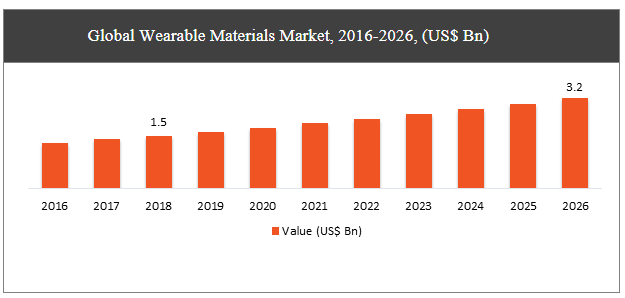 Global Wearable Materials Market, 2016-2026, (US$ Bn)
3.2
1.5
2016 2017 2018 2019 2020 2021 2022 2023 2024 2025 2026
Value (US$ Bn)